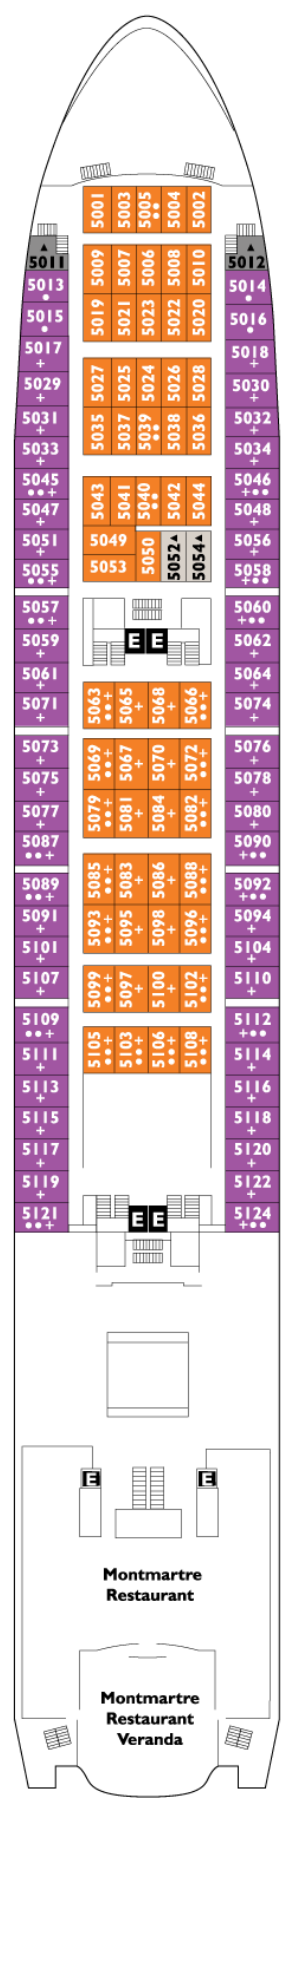 5001 5003 5005 •• 5004 5002
▲ 5011 5009 5007 5006 5008 5010 ▲ 5012
5013 • 5014 •
5015 • 5019 5021 5023 5022 5020 5016 •
5017 + 5018 +
5029 + 5027 5025 5024 5026 5028 5030 +
5031 + 5035 5037 5039 •• 5038 5036 5032 +
5033 + 5034 +
5045 ••+ 5043 5041 5040 •• 5042 5044 5046 +••
5047 + 5048 +
5051 + 5049 5050 5052▲ 5054▲ 5056 +
5055 ••+ 5053 5058 +••
5057 ••+ 5060 +••
5059 + E E 5062 +
5061 + 5064 +
5071 + 5063 ••+ 5065 + 5068 + 5066 ••+ 5074 +
5073 + 5069 ••+ 5067 + 5070 + 5072 ••+ 5076 +
5075 + 5078 +
5077 + 5079 ••+ 5081 + 5084 + 5082 ••+ 5080 +
5087 ••+ 5090 +••
5089 ••+ 5085 ••+ 5083 + 5086 + 5088 ••+ 5092 +••
5091 + 5093 ••+ 5095 + 5098 + 5096 ••+ 5094 +
5101 + 5104 +
5107 + 5099 ••+ 5097 + 5100 + 5102 ••+ 5110 +
5109 ••+ 5112 +••
5111 + 5105 ••+ 5103 ••+ 5106 ••+ 5108 ••+ 5114 +
5113 + 5116 +
5115 + 5118 +
5117 + 5120 +
5119 + 5122 +
5121 ••+ E E 5124 +••
E E
Montmartre
Restaurant
Montmartre
Restaurant
Veranda